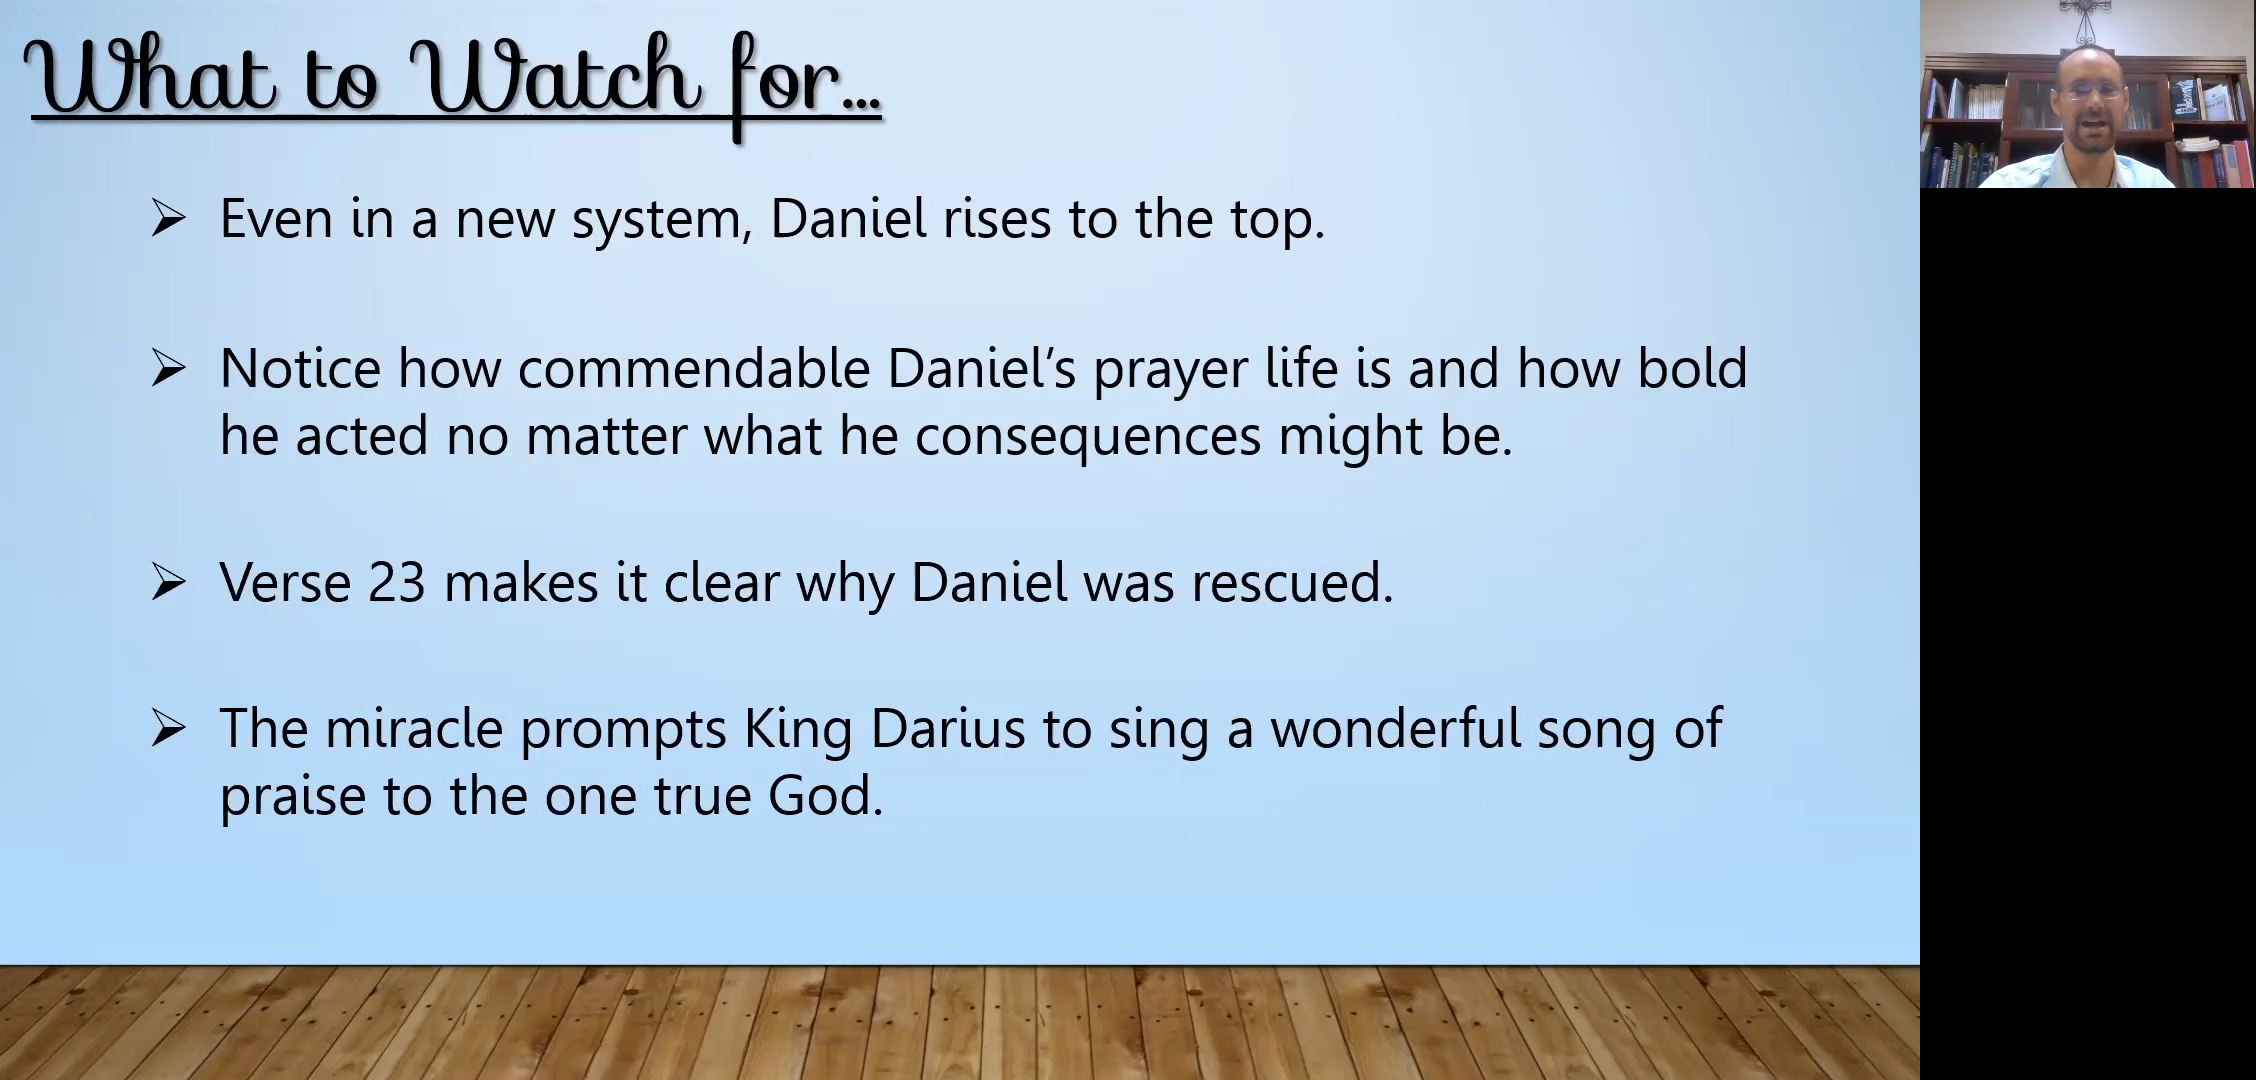 What to Watch for...
➢ Even in a new system, Daniel rises to the top.
➢ Notice how commendable Daniel's prayer life is and how bold
he acted no matter what he consequences might be.
➢ Verse 23 makes it clear why Daniel was rescued.
➢ The miracle prompts King Darius to sing a wonderful song of
praise to the one true God.